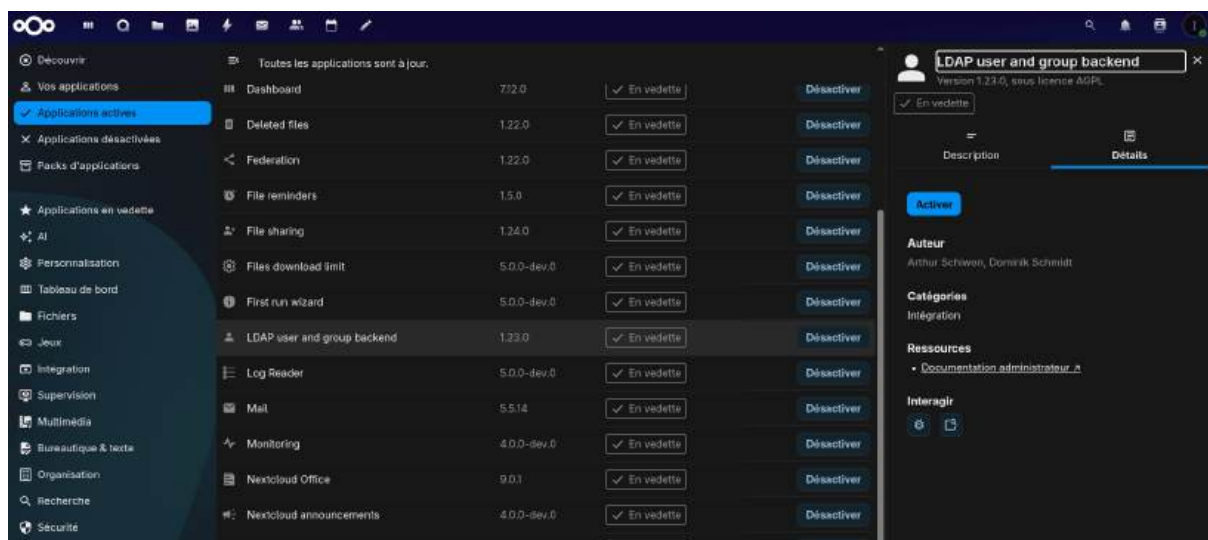 Découvrir
Vos applications
Applications actives
Applications désactivées
Packs d'applications
Applications en vedette
AI
Personnalisation
Tableau de bord
Fichiers
Jeux
Integration
Supervision
Multimédia
Bureautique & texte
Organisation
Recherche
Sécurité
Toutes les applications sont à jour.
Dashboard 7.12.0 En vedette Désactiver
Deleted files 1.22.0 En vedette Désactiver
Federation 1.22.0 En vedette Désactiver
File reminders 1.5.0 En vedette Désactiver
File sharing 1.24.0 En vedette Désactiver
Files download limit 5.0.0-dev.0 En vedette Désactiver
First run wizard 5.0.0-dev.0 En vedette Désactiver
LDAP user and group backend 1.23.0 En vedette Désactiver
Log Reader 5.0.0-dev.0 En vedette Désactiver
Mail 5.5.14 En vedette Désactiver
Monitoring 4.0.0-dev.0 En vedette Désactiver
Nextcloud Office 9.0.1 En vedette Désactiver
Nextcloud announcements 4.0.0-dev.0 En vedette Désactiver
LDAP user and group backend
Version 1.23.0, sous licence AGPL
En vedette
Description
Détails
Activer
Auteur
Arthur Schiwon, Dominik Schmidt
Catégories
Intégration
Ressources
Documentation administrateur
Interagir